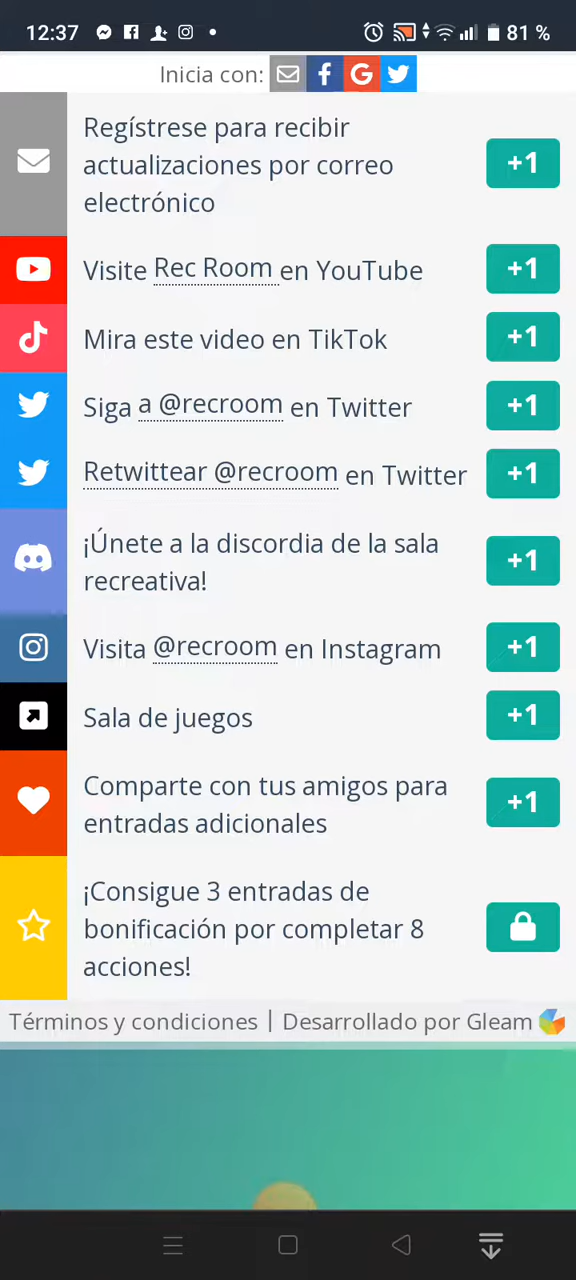 12:37
81 %
Inicia con:
Regístrese para recibir
actualizaciones por correo
electrónico
+1
Visite Rec Room en YouTube
+1
Mira este video en TikTok
+1
Siga a @recroom en Twitter
+1
Retwittear @recroom en Twitter
+1
¡Únete a la discordia de la sala
recreativa!
+1
Visita @recroom en Instagram
+1
Sala de juegos
+1
Comparte con tus amigos para
entradas adicionales
+1
¡Consigue 3 entradas de
bonificación por completar 8
acciones!
Términos y condiciones | Desarrollado por Gleam